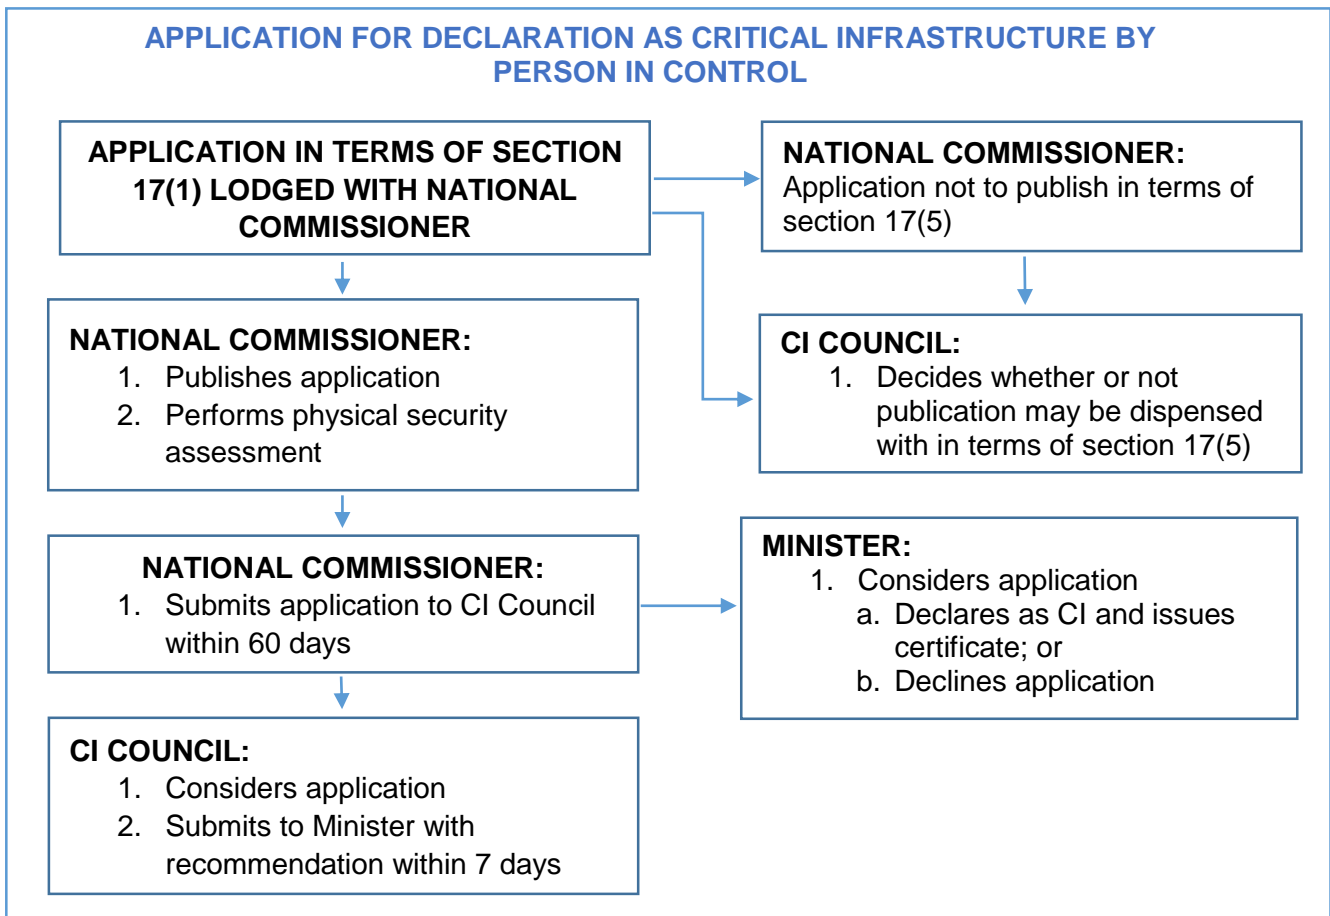 APPLICATION FOR DECLARATION AS CRITICAL INFRASTRUCTURE BY
PERSON IN CONTROL
APPLICATION IN TERMS OF SECTION
17(1) LODGED WITH NATIONAL
COMMISSIONER
NATIONAL COMMISSIONER:
Application not to publish in terms of
section 17(5)
NATIONAL COMMISSIONER:
1. Publishes application
2. Performs physical security
assessment
CI COUNCIL:
1. Decides whether or not
publication may be dispensed
with in terms of section 17(5)
NATIONAL COMMISSIONER:
1. Submits application to CI Council
within 60 days
MINISTER:
1. Considers application
a. Declares as CI and issues
certificate; or
b. Declines application
CI COUNCIL:
1. Considers application
2. Submits to Minister with
recommendation within 7 days